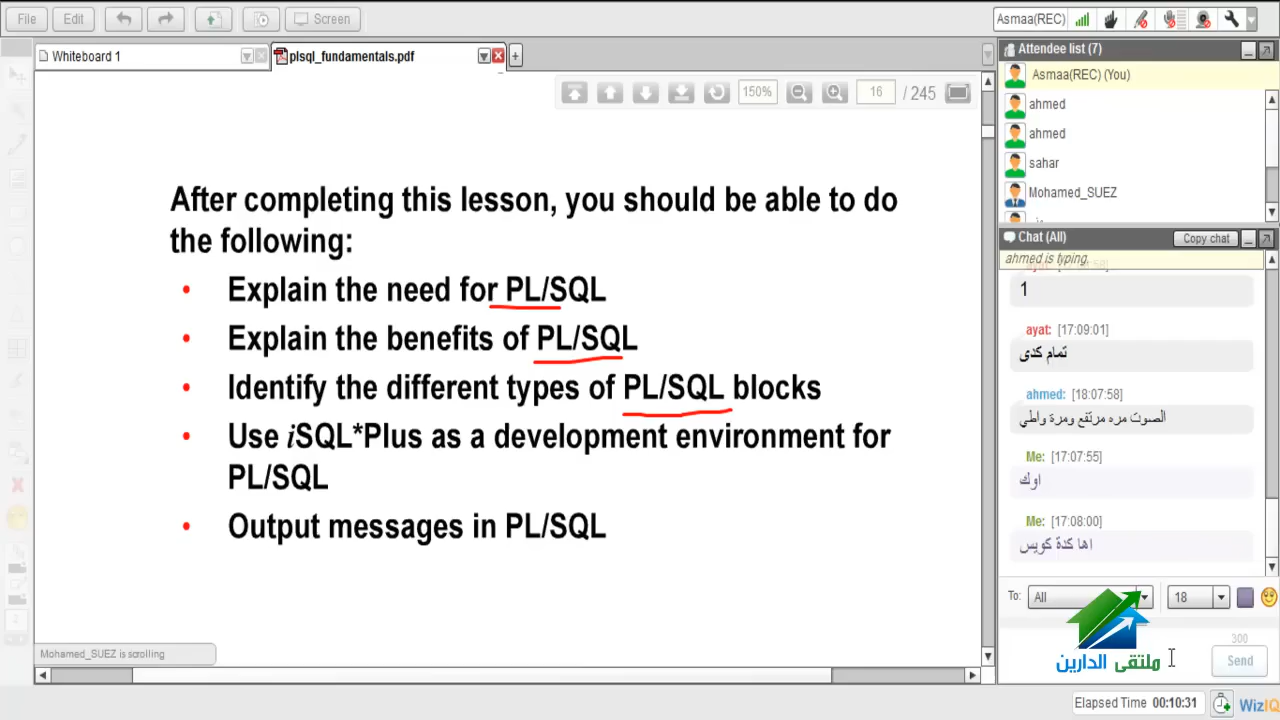 File
Edit
Screen
Asmaa(REC)
Whiteboard 1
plsql_fundamentals.pdf
+
150%
16
/ 245
After completing this lesson, you should be able to do
the following:
• Explain the need for PL/SQL
• Explain the benefits of PL/SQL
• Identify the different types of PL/SQL blocks
• Use iSQL*Plus as a development environment for
PL/SQL
• Output messages in PL/SQL
Mohamed_SUEZ is scrolling
Attendee list (7)
Asmaa(REC) (You)
ahmed
ahmed
sahar
Mohamed_SUEZ
Chat (All)
Copy chat
ahmed is typing.
1
ayat: [17:09:01]
تمام كدى
ahmed: [18:07:58]
الصوت مره مرتفع ومرة واطي
Me: [17:07:55]
اوك
Me: [17:08:00]
اها كدة كويس
To:
All
18
300
Send
ملتقى الدارين
Elapsed Time 00:10:31
WizIQ